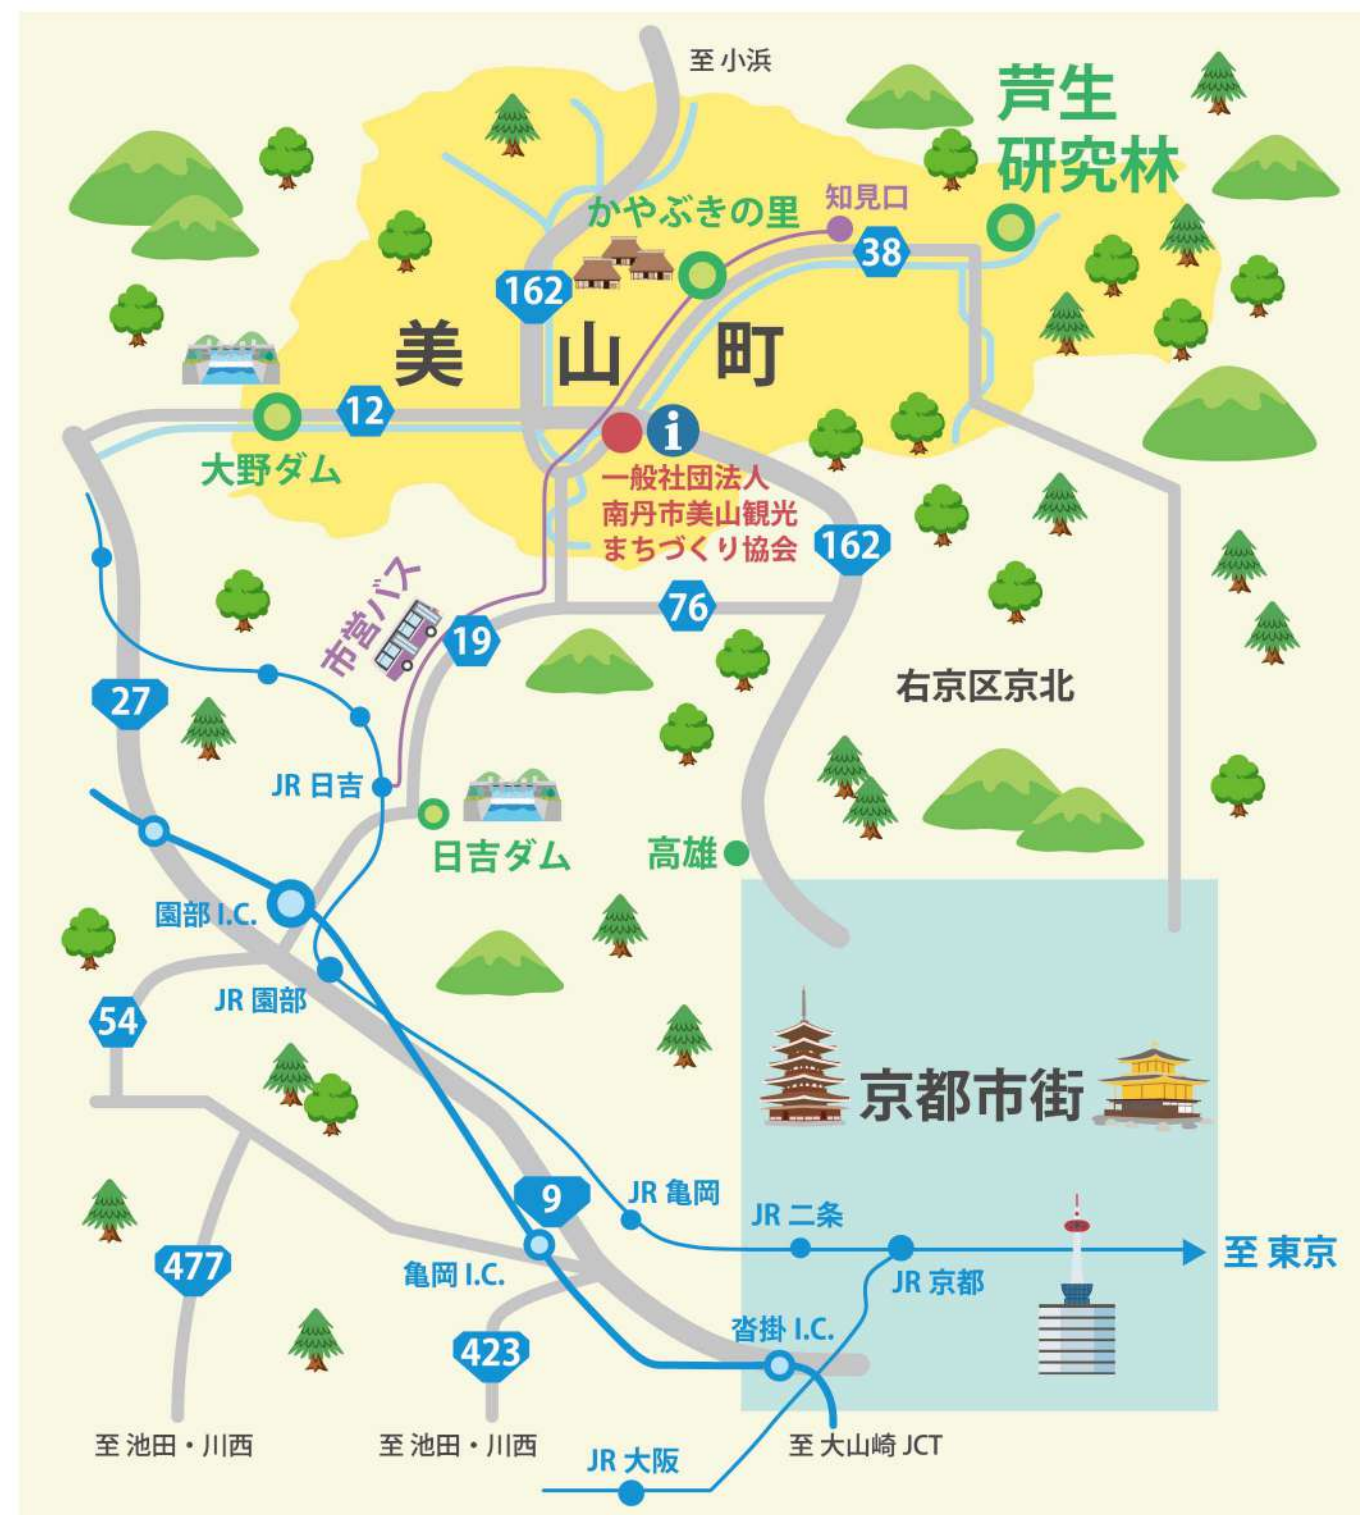 至 小浜
芦生
研究林
知見口
かやぶきの里
38
162
美 山 町
12
大野ダム
i
一般社団法人
南丹市美山観光
まちづくり協会
162
市営バス
76
19
右京区京北
27
JR 日吉
日吉ダム
高雄
園部 I.C.
JR 園部
54
京都市街
9
JR 亀岡
JR 二条
至 東京
477
亀岡 I.C.
JR 京都
423
沓掛 I.C.
至 池田・川西
至 池田・川西
至 大山崎 JCT
JR 大阪